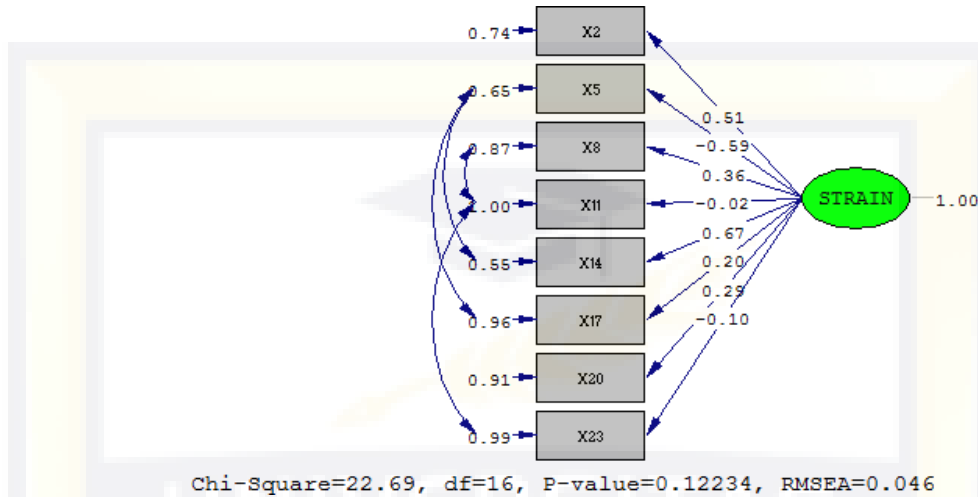 0.74 X2
0.65 X5
0.51
-0.59
0.87 X8
0.36
1.00 X11
-0.02
STRAIN 1.00
0.67
0.55 X14
0.20
0.29
0.96 X17
-0.10
0.91 X20
0.99 X23
Chi-Square=22.69, df=16, P-value=0.12234, RMSEA=0.046